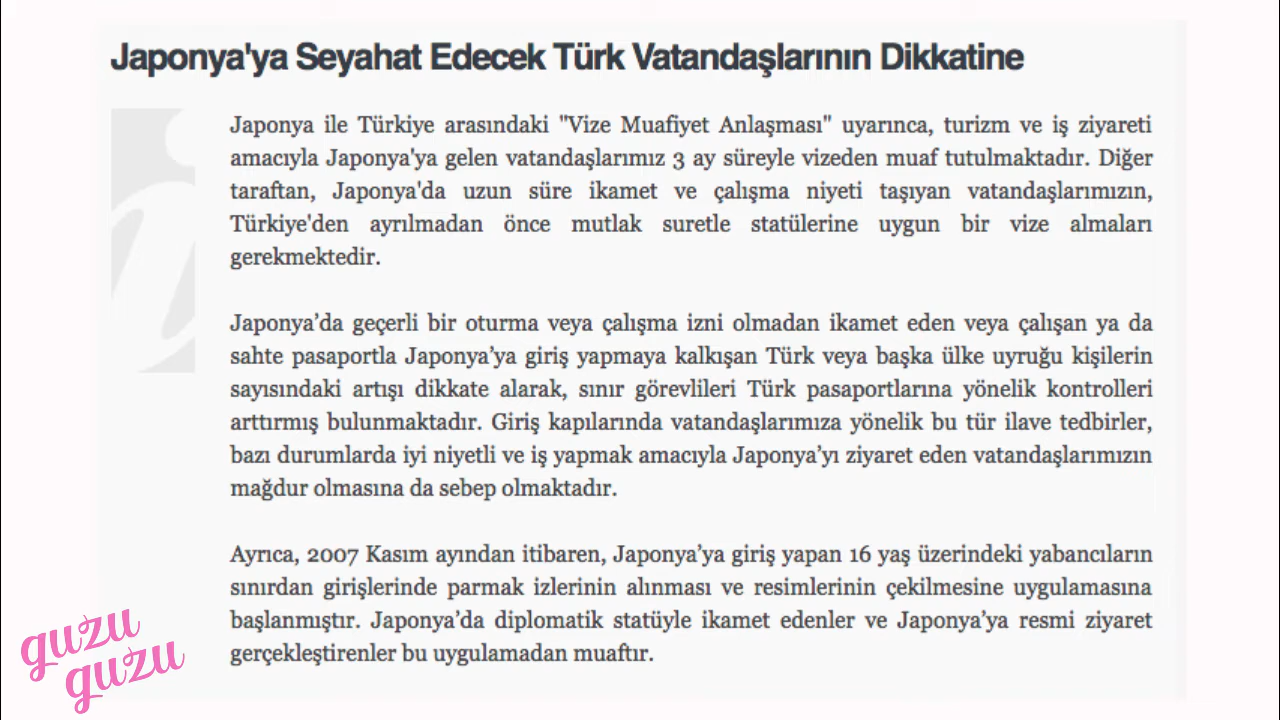 Japonya'ya Seyahat Edecek Türk Vatandaşlarının Dikkatine
Japonya ile Türkiye arasındaki "Vize Muafiyet Anlaşması" uyarınca, turizm ve iş ziyareti
amacıyla Japonya'ya gelen vatandaşlarımız 3 ay süreyle vizeden muaf tutulmaktadır. Diğer
taraftan, Japonya'da uzun süre ikamet ve çalışma niyeti taşıyan vatandaşlarımızın,
Türkiye'den ayrılmadan önce mutlak suretle statülerine uygun bir vize almaları
gerekmektedir.
Japonya’da geçerli bir oturma veya çalışma izni olmadan ikamet eden veya çalışan ya da
sahte pasaportla Japonya’ya giriş yapmaya kalkışan Türk veya başka ülke uyruğu kişilerin
sayısındaki artışı dikkate alarak, sınır görevlileri Türk pasaportlarına yönelik kontrolleri
arttırmış bulunmaktadır. Giriş kapılarında vatandaşlarımıza yönelik bu tür ilave tedbirler,
bazı durumlarda iyi niyetli ve iş yapmak amacıyla Japonya’yı ziyaret eden vatandaşlarımızın
mağdur olmasına da sebep olmaktadır.
Ayrıca, 2007 Kasım ayından itibaren, Japonya’ya giriş yapan 16 yaş üzerindeki yabancıların
sınırdan girişlerinde parmak izlerinin alınması ve resimlerinin çekilmesine uygulamasına
başlanmıştır. Japonya’da diplomatik statüyle ikamet edenler ve Japonya’ya resmi ziyaret
gerçekleştirenler bu uygulamadan muaftır.
guzu
guzu